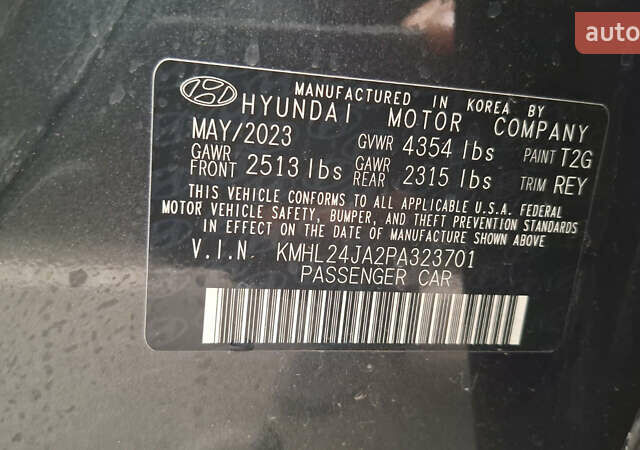 auto
MANUFACTURED IN KOREA BY
HYUNDAI MOTOR COMPANY
MAY/2023 GVWR 4354 lbs PAINT T2G
GAWR FRONT 2513 lbs GAWR REAR 2315 lbs TRIM REY
THIS VEHICLE CONFORMS TO ALL APPLICABLE U.S.A. FEDERAL
MOTOR VEHICLE SAFETY, BUMPER, AND THEFT PREVENTION STANDARDS
IN EFFECT ON THE DATE OF MANUFACTURE SHOWN ABOVE
V.I.N. KMHL24JA2PA323701
PASSENGER CAR